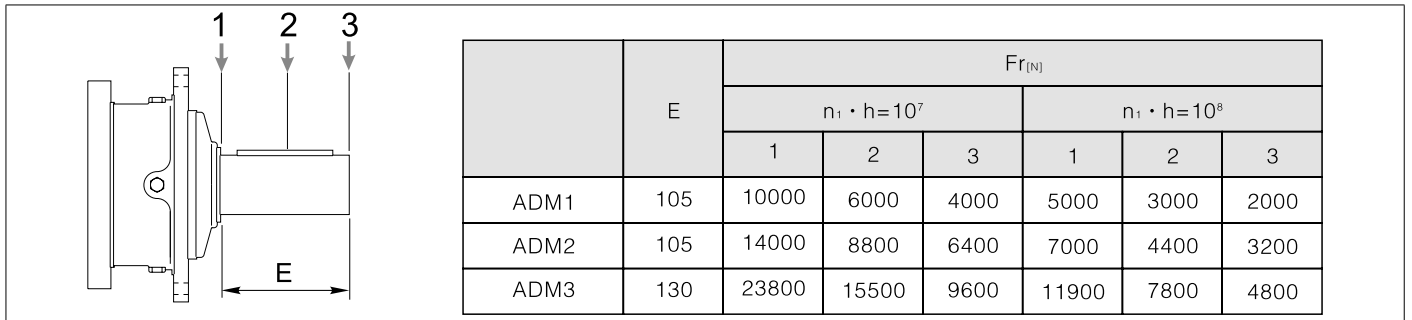 1 2 3
E
Fr[N]
E
n₁・h=10⁷ n₁・h=10⁸
1 2 3 1 2 3
ADM1 105 10000 6000 4000 5000 3000 2000
ADM2 105 14000 8800 6400 7000 4400 3200
ADM3 130 23800 15500 9600 11900 7800 4800